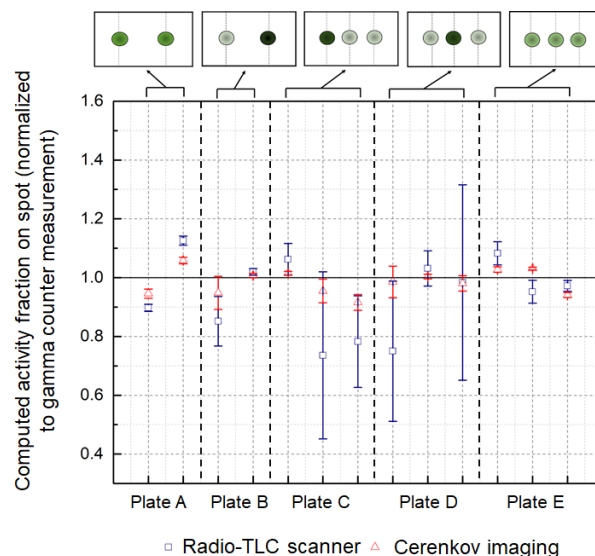 Computed activity fraction on spot (normalized
to gamma counter measurement)
1.6
1.4
1.2
1.0
0.8
0.6
0.4
Plate A Plate B Plate C Plate D Plate E
Radio-TLC scanner Cerenkov imaging